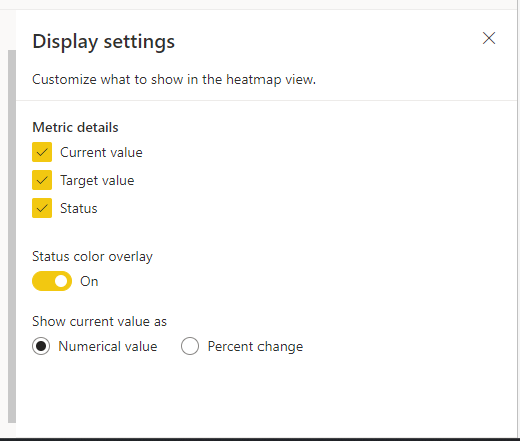 Display settings
Customize what to show in the heatmap view.
Metric details
Current value
Target value
Status
Status color overlay
On
Show current value as
Numerical value Percent change